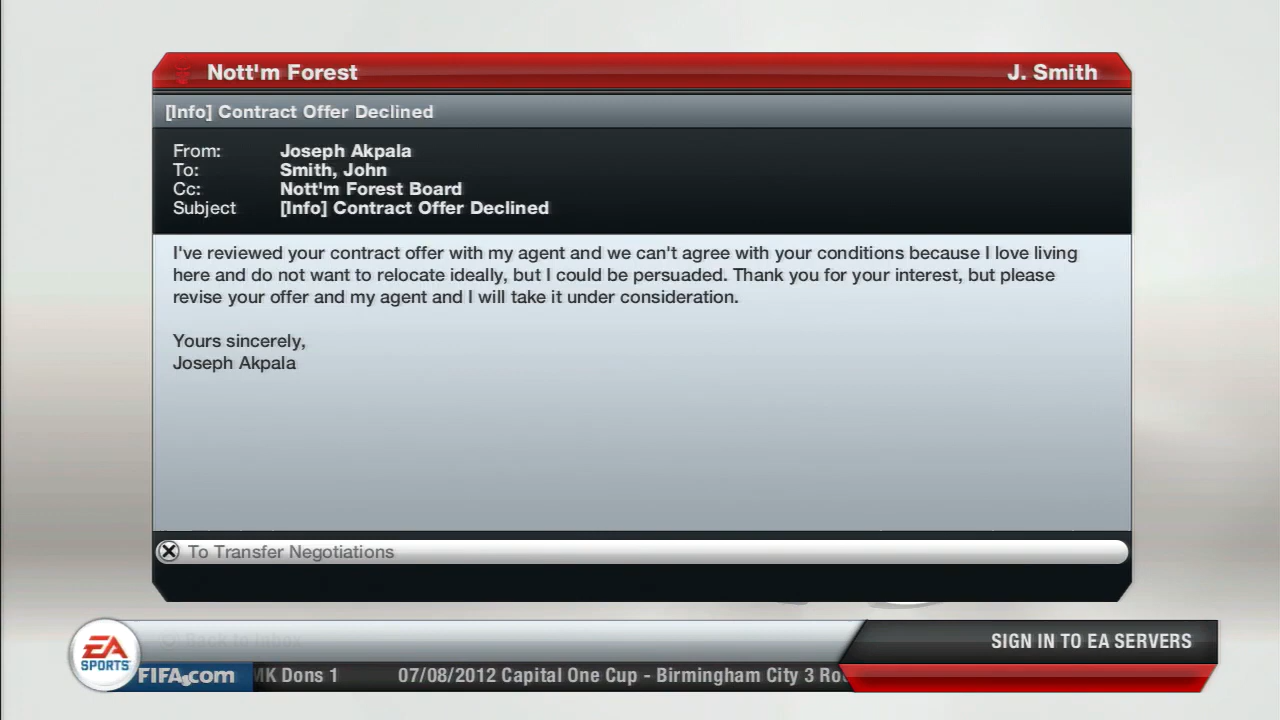 Nott'm Forest
J. Smith
[Info] Contract Offer Declined
From: Joseph Akpala
To: Smith, John
Cc: Nott'm Forest Board
Subject [Info] Contract Offer Declined
I've reviewed your contract offer with my agent and we can't agree with your conditions because I love living
here and do not want to relocate ideally, but I could be persuaded. Thank you for your interest, but please
revise your offer and my agent and I will take it under consideration.
Yours sincerely,
Joseph Akpala
To Transfer Negotiations
Back to Inbox
SIGN IN TO EA SERVERS
EA
SPORTS
FIFA.com
MK Dons 1
07/08/2012 Capital One Cup - Birmingham City 3 Ro